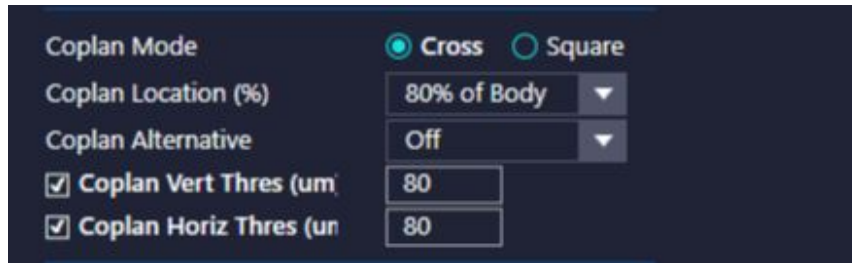 Coplan Mode Cross Square
Coplan Location (%) 80% of Body
Coplan Alternative Off
Coplan Vert Thres (um 80
Coplan Horiz Thres (ur 80